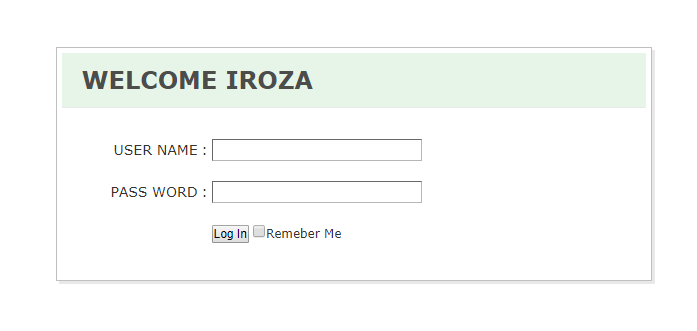 WELCOME IROZA
USER NAME :
PASS WORD :
Log In Remeber Me